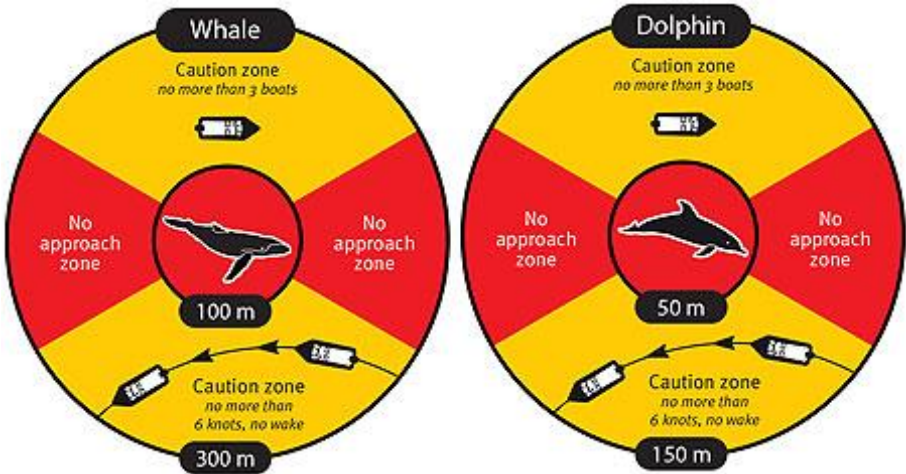 Whale
Caution zone
no more than 3 boats
No
approach
zone
No
approach
zone
100 m
Caution zone
no more than
6 knots, no wake
300 m
Dolphin
Caution zone
no more than 3 boats
No
approach
zone
No
approach
zone
50 m
Caution zone
no more than
6 knots, no wake
150 m